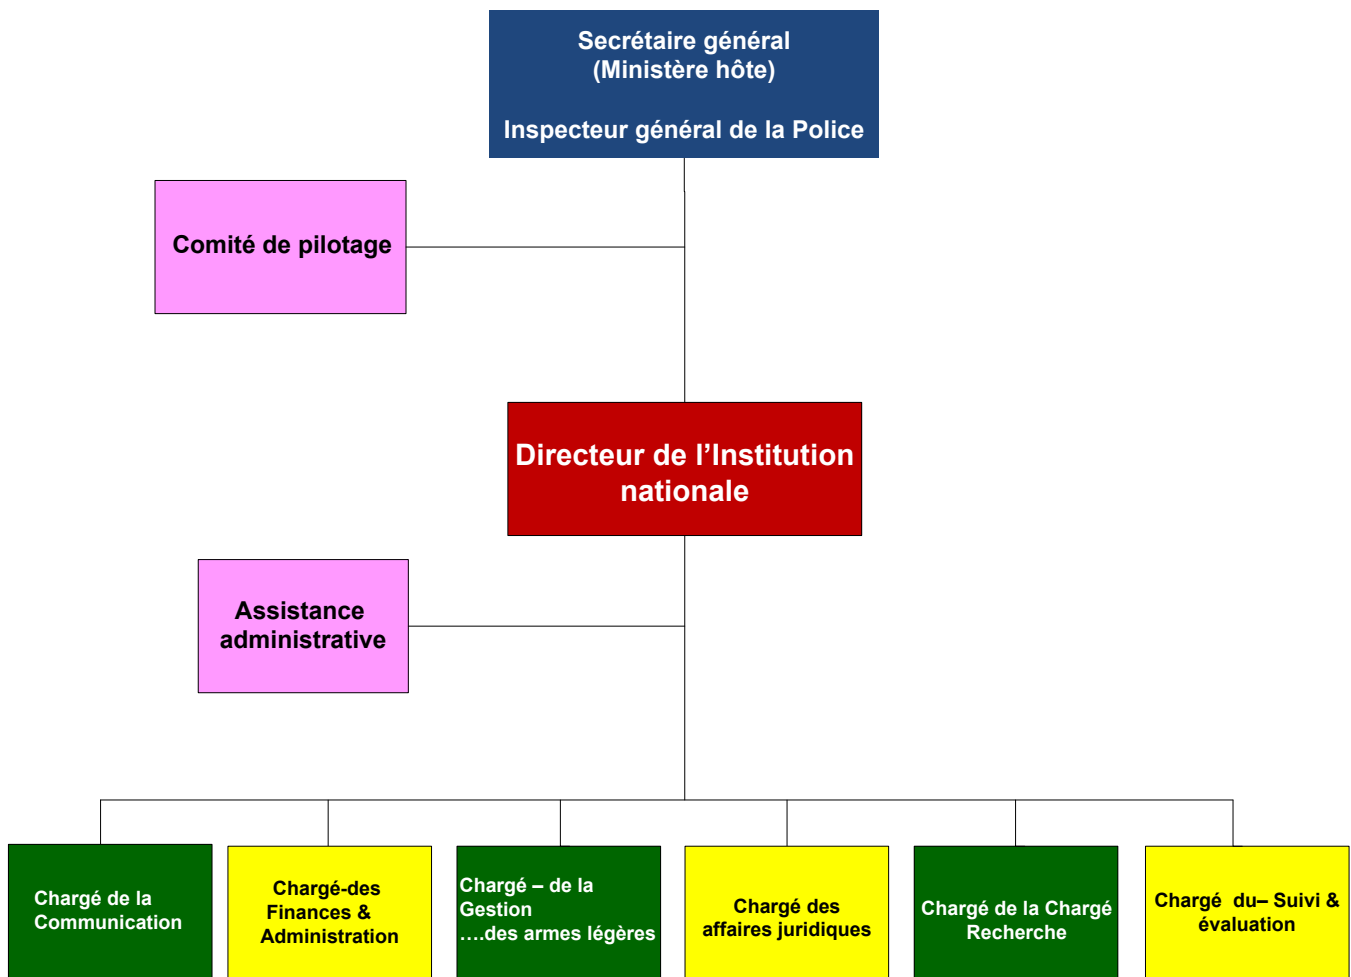 Secrétaire général
(Ministère hôte)
Inspecteur général de la Police
Comité de pilotage
Directeur de l’Institution
nationale
Assistance
administrative
Chargé de la
Communication
Chargé-des
Finances &
Administration
Chargé – de la
Gestion
….des armes légères
Chargé des
affaires juridiques
Chargé de la Chargé
Recherche
Chargé  du– Suivi &
évaluation